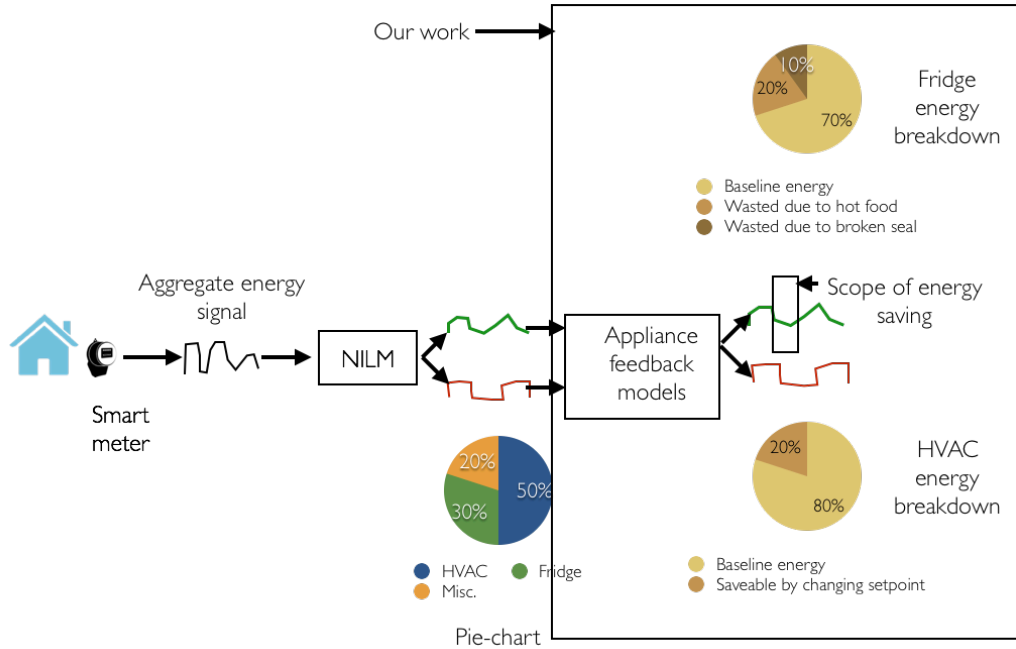 Our work
10%
20%
70%
Fridge
energy
breakdown
Baseline energy
Wasted due to hot food
Wasted due to broken seal
Aggregate energy
signal
Smart
meter
NILM
Appliance
feedback
models
Scope of energy
saving
20%
50%
30%
HVAC
Fridge
Misc.
Pie-chart
20%
80%
HVAC
energy
breakdown
Baseline energy
Saveable by changing setpoint